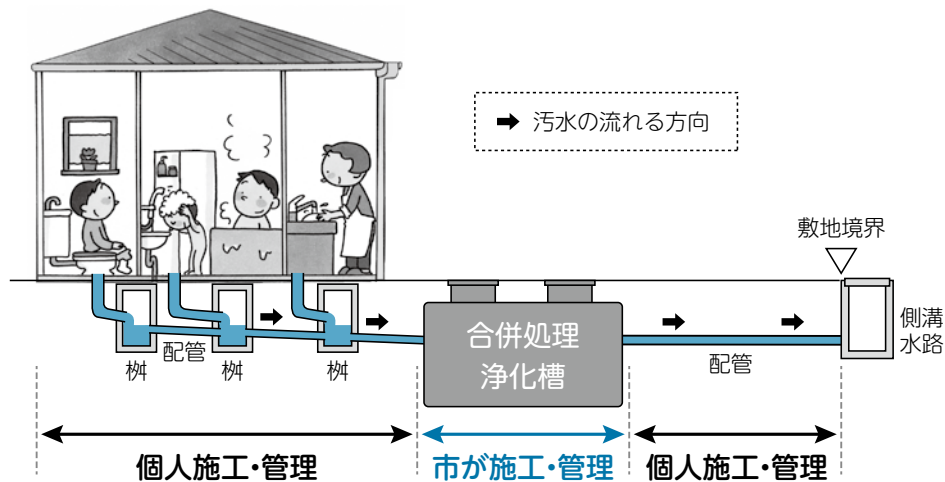 汚水の流れる方向
敷地境界
側溝
水路
合併処理
浄化槽
配管
桝
桝
桝
配管
個人施工・管理
市が施工・管理
個人施工・管理